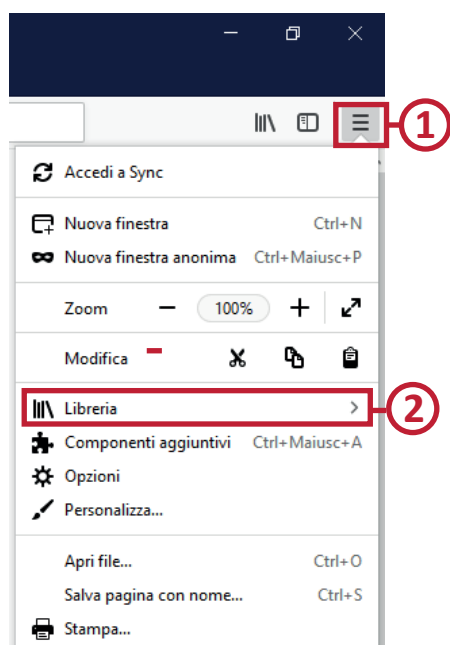 1
Accedi a Sync
Nuova finestra Ctrl+N
Nuova finestra anonima Ctrl+Maiusc+P
Zoom 100%
Modifica
Libreria 2
Componenti aggiuntivi Ctrl+Maiusc+A
Opzioni
Personalizza...
Apri file... Ctrl+O
Salva pagina con nome... Ctrl+S
Stampa...